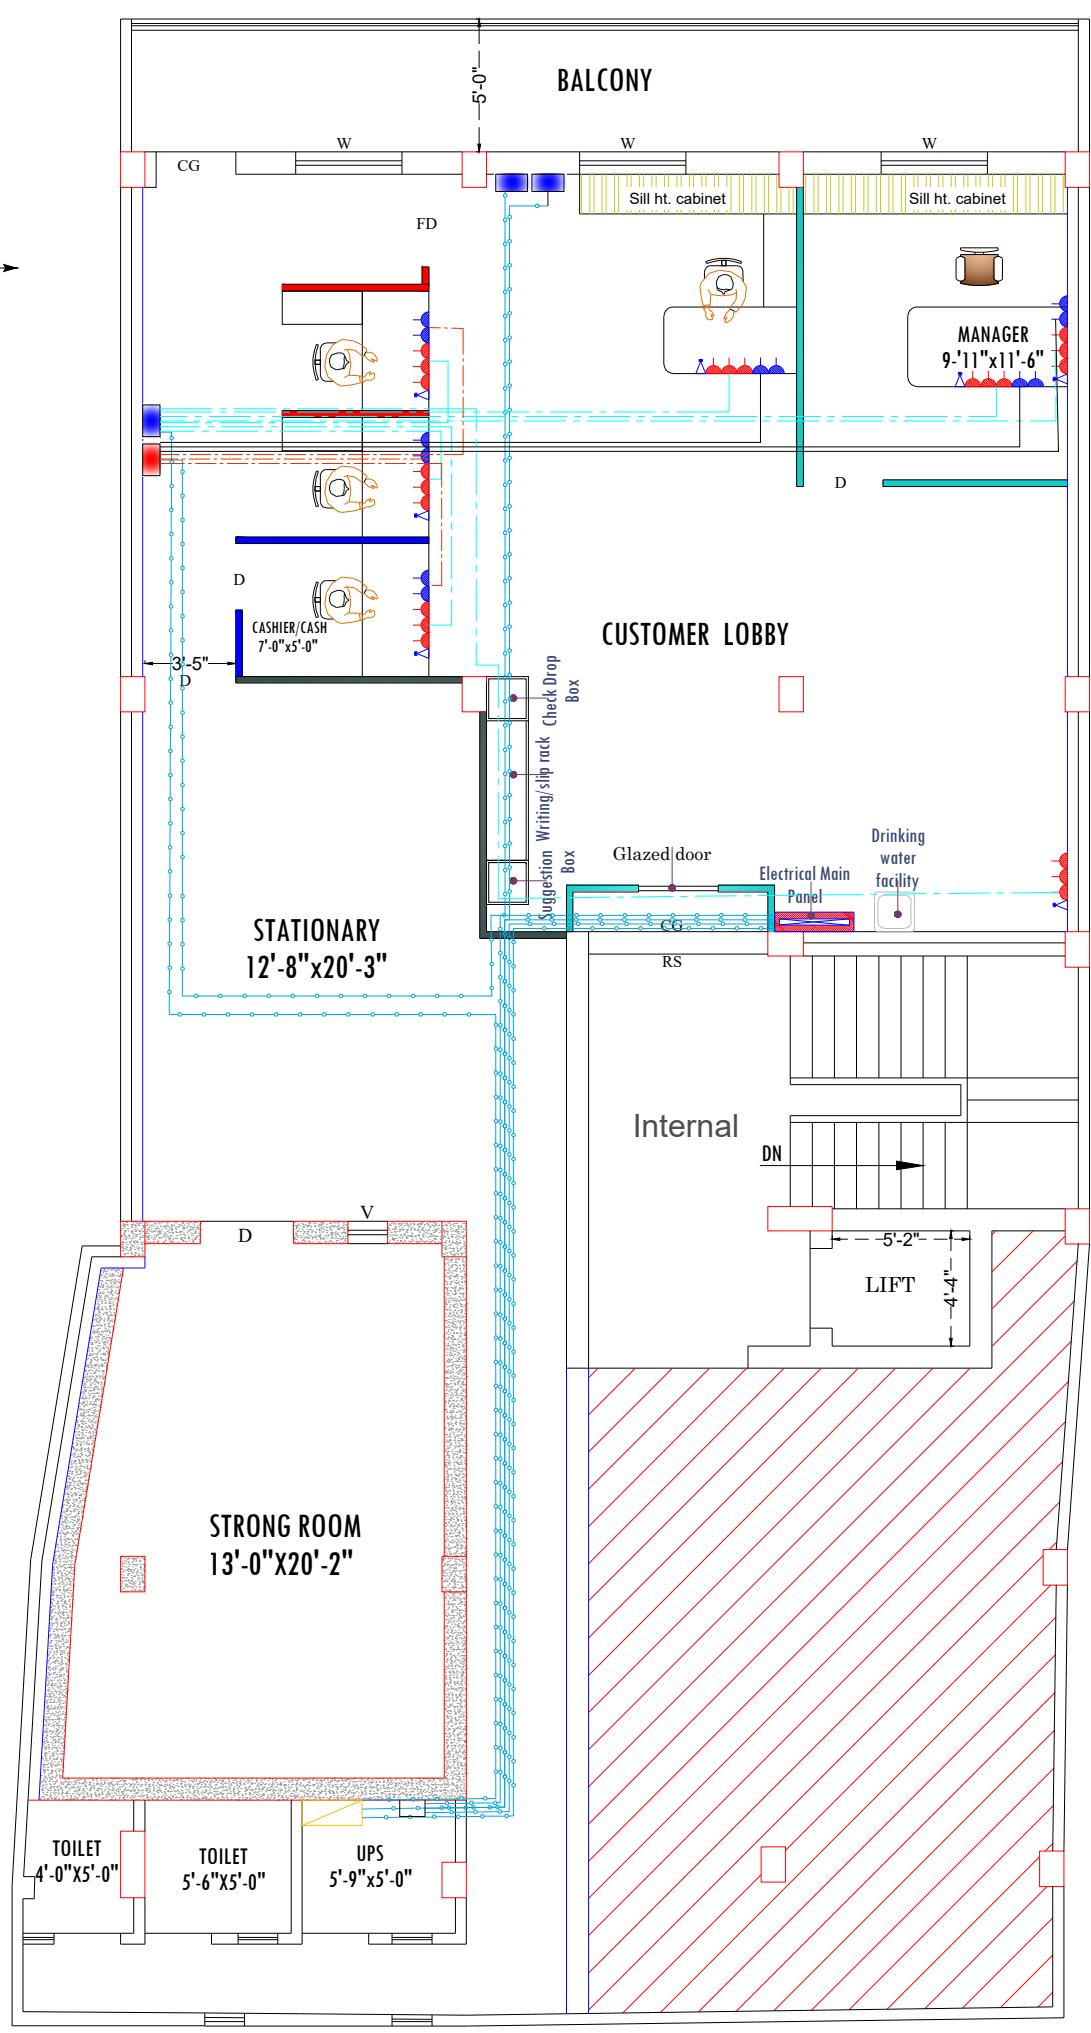 BALCONY
5'-0"
W
W
W
CG
Sill ht. cabinet
Sill ht. cabinet
FD
MANAGER
9-'11"x11'-6"
D
D
CASHIER/CASH
7'-0"x5'-0"
CUSTOMER LOBBY
3'-5"
D
Check Drop
Box
Writing/slip rack
Suggestion
Box
Glazed door
Electrical Main
Panel
Drinking
water
facility
CG
RS
STATIONARY
12'-8"x20'-3"
Internal
DN
V
D
5'-2"
LIFT
4'-4"
STRONG ROOM
13'-0"X20'-2"
TOILET
4'-0"X5'-0"
TOILET
5'-6"X5'-0"
UPS
5'-9"x5'-0"